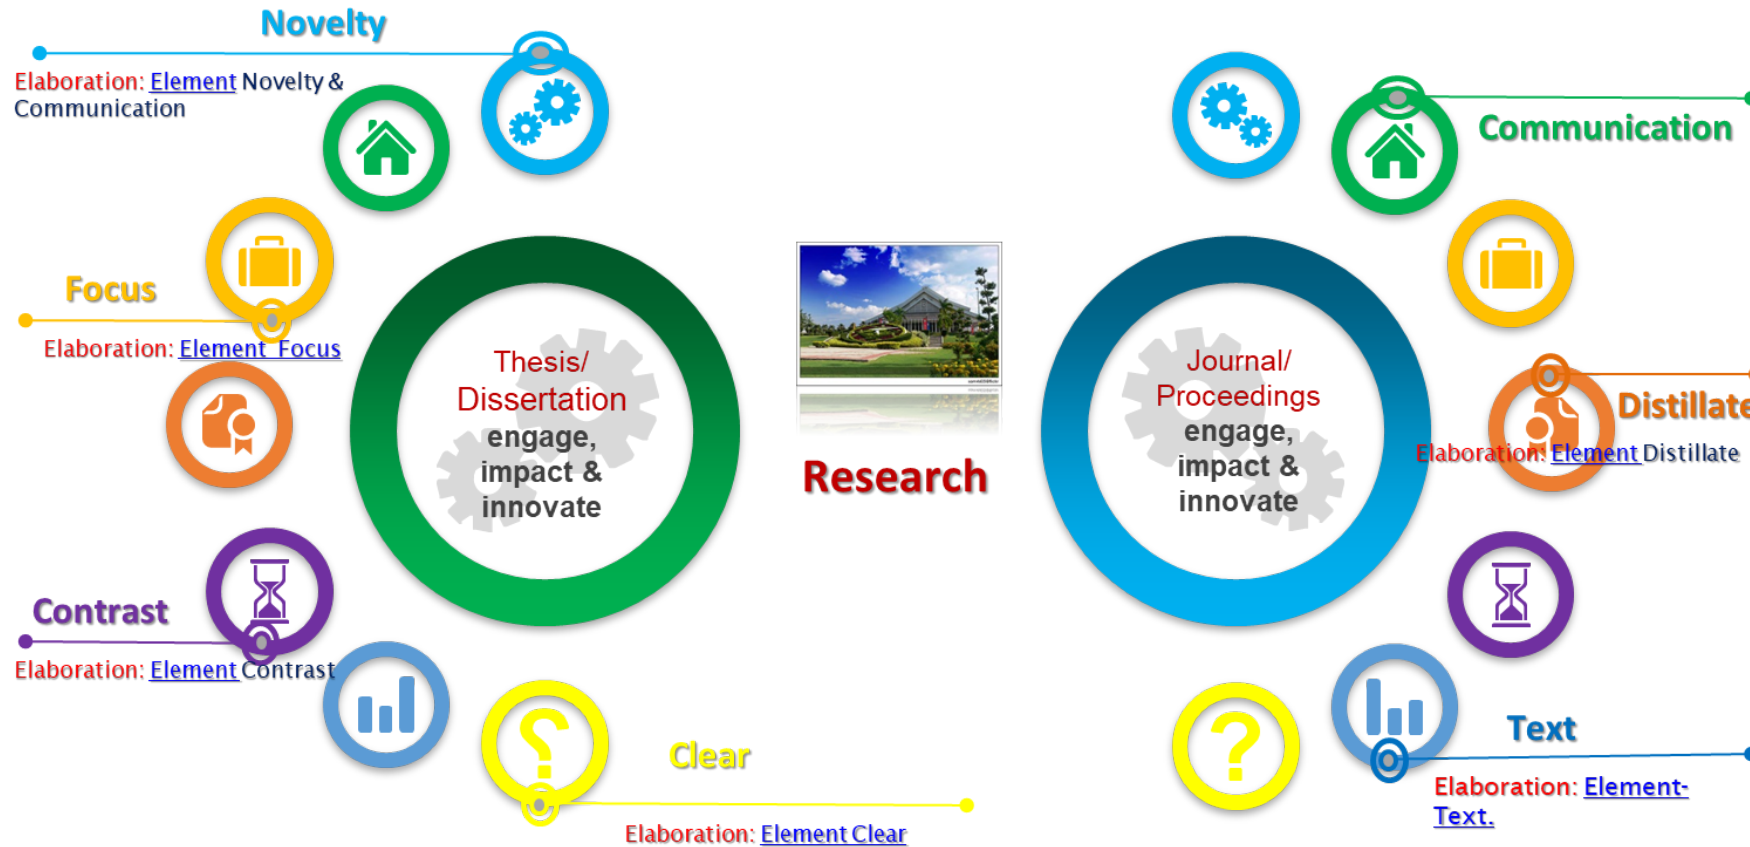 Novelty
Elaboration: Element Novelty &
Communication
Communication
Focus
Elaboration: Element  Focus
Thesis/
Dissertation
engage,
impact &
innovate
Research
Journal/
Proceedings
engage,
impact &
innovate
Distillate
Elaboration: Element Distillate
Contrast
Elaboration: Element Contrast
Clear
Elaboration: Element Clear
Text
Elaboration: Element-
Text.